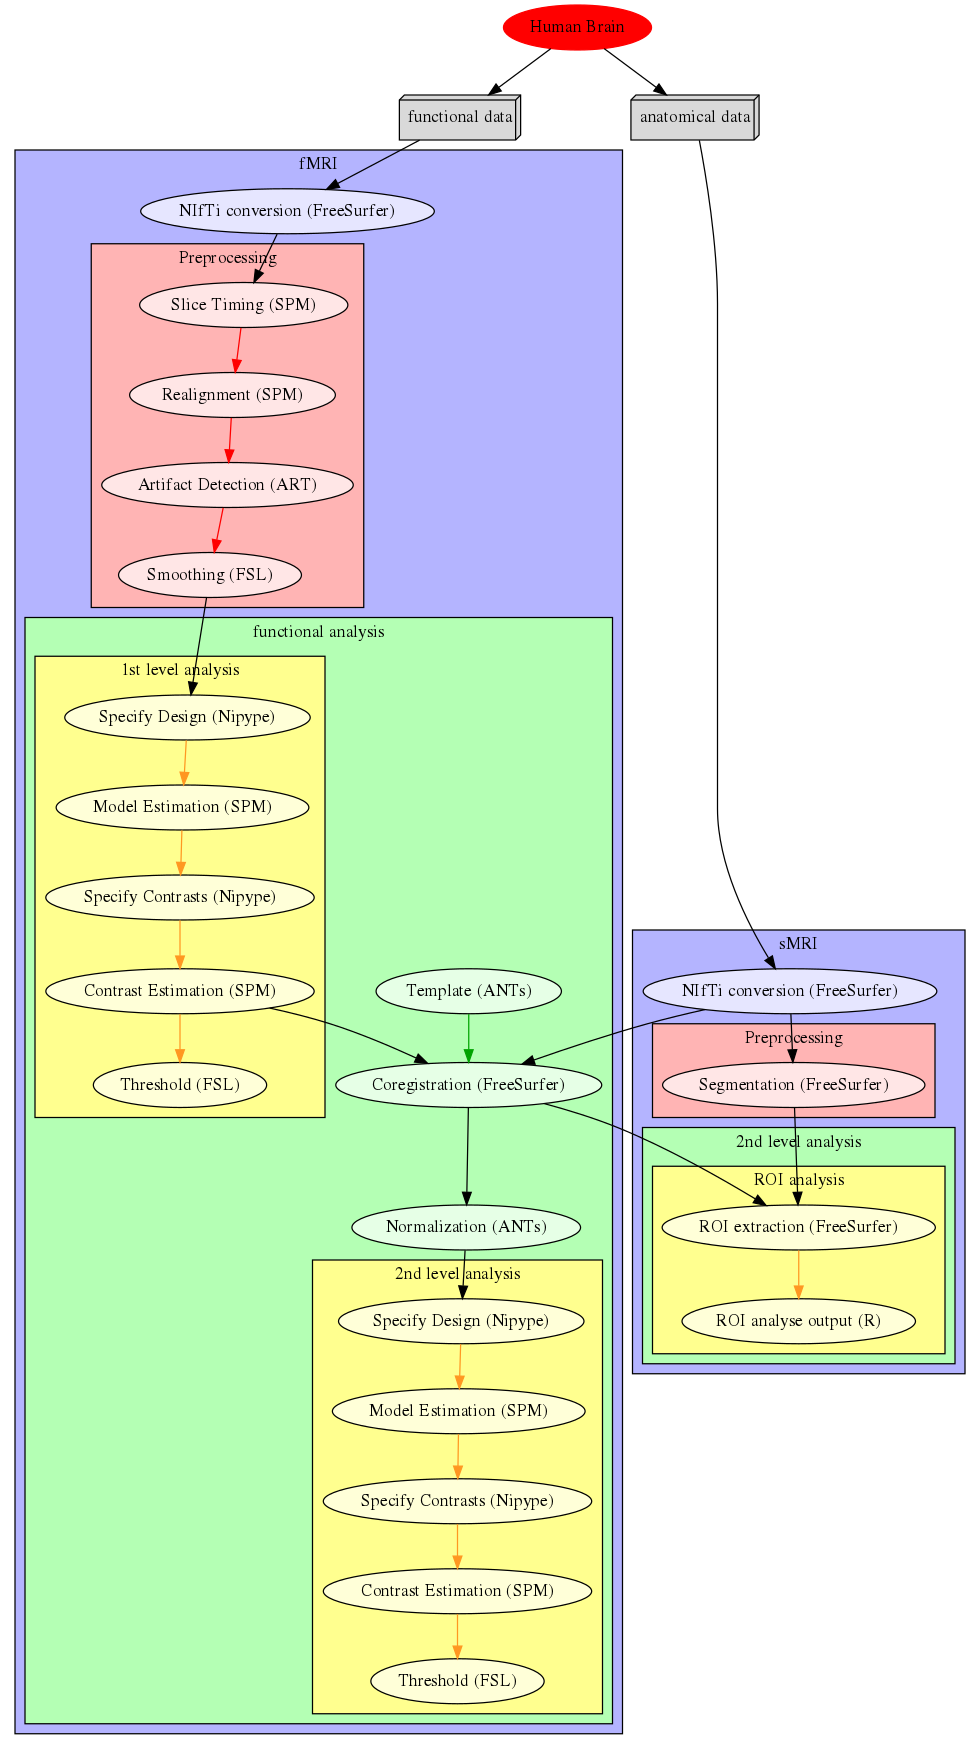 Human Brain
functional data
anatomical data
fMRI
NIfTi conversion (FreeSurfer)
Preprocessing
Slice Timing (SPM)
Realignment (SPM)
Artifact Detection (ART)
Smoothing (FSL)
functional analysis
1st level analysis
Specify Design (Nipype)
Model Estimation (SPM)
Specify Contrasts (Nipype)
Contrast Estimation (SPM)
Threshold (FSL)
Template (ANTs)
Coregistration (FreeSurfer)
Normalization (ANTs)
2nd level analysis
Specify Design (Nipype)
Model Estimation (SPM)
Specify Contrasts (Nipype)
Contrast Estimation (SPM)
Threshold (FSL)
sMRI
NIfTi conversion (FreeSurfer)
Preprocessing
Segmentation (FreeSurfer)
2nd level analysis
ROI analysis
ROI extraction (FreeSurfer)
ROI analyse output (R)